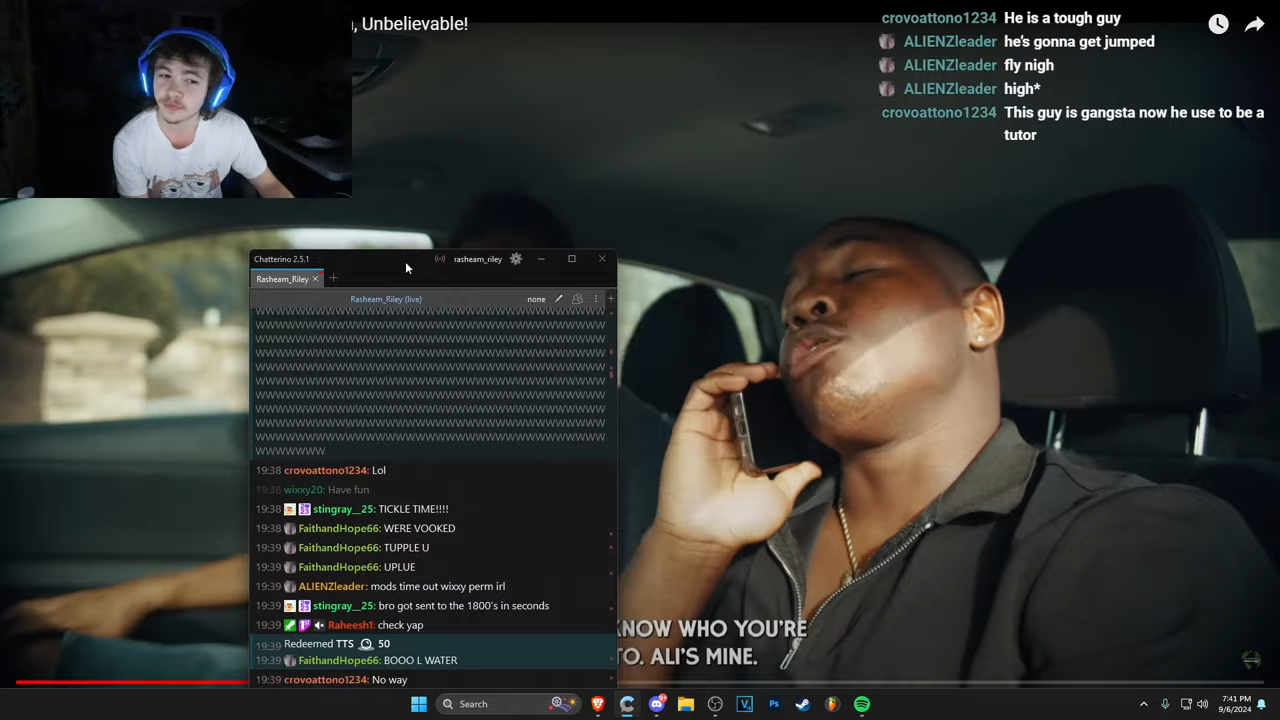 , Unbelievable!
crovoattono1234 He is a tough guy
ALIENZleader he's gonna get jumped
ALIENZleader fly nigh
ALIENZleader high*
crovoattono1234 This guy is gangsta now he use to be a
tutor
Chatterino 2.5.1
rasheam_riley
Rasheam_Riley
Rasheam_Riley (live)
none
19:38 crovoattono1234: Lol
19:38 wixxy20: Have fun
19:38 stingray__25: TICKLE TIME!!!!
19:39 FaithandHope66: WERE VOOKED
19:39 FaithandHope66: TUPPLE U
19:39 FaithandHope66: UPLUE
19:39 ALIENZleader: mods time out wixxy perm irl
19:39 stingray__25: bro got sent to the 1800's in seconds
19:39 Raheesh1: check yap
19:39 Redeemed TTS 50
19:39 FaithandHope66: BOOO L WATER
19:39 crovoattono1234: No way
KNOW WHO YOU'RE
TO. ALI'S MINE.
Search
7:41 PM
9/6/2024